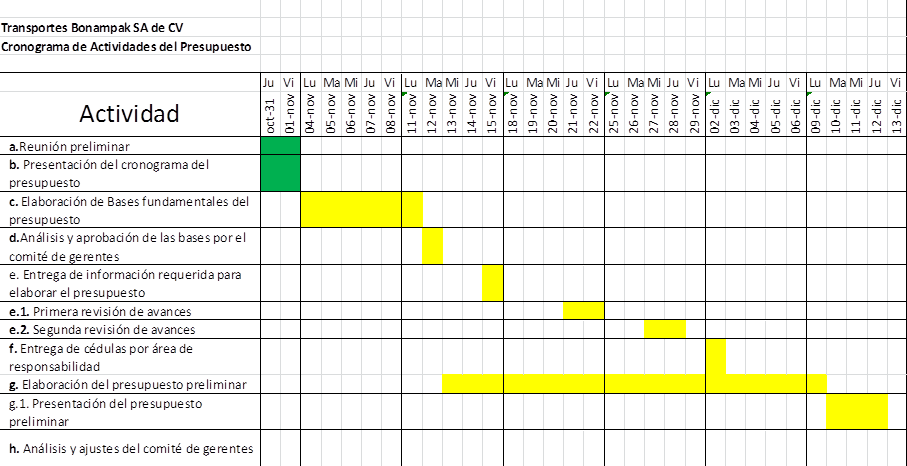 Transportes Bonampak SA de CV
Cronograma de Actividades del Presupuesto
Ju Vi Lu Ma Mi Ju Vi Lu Ma Mi Ju Vi Lu Ma Mi Ju Vi Lu Ma Mi Ju Vi Lu Ma Mi Ju Vi Lu Ma Mi Ju Vi
Actividad
oct-31 01-nov 04-nov 05-nov 06-nov 07-nov 08-nov 11-nov 12-nov 13-nov 14-nov 15-nov 18-nov 19-nov 20-nov 21-nov 22-nov 25-nov 26-nov 27-nov 28-nov 29-nov 02-dic 03-dic 04-dic 05-dic 06-dic 09-dic 10-dic 11-dic 12-dic 13-dic
a.Reunión preliminar
b. Presentación del cronograma del
presupuesto
c. Elaboración de Bases fundamentales del
presupuesto
d.Análisis y aprobación de las bases por el
comité de gerentes
e. Entrega de información requerida para
elaborar el presupuesto
e.1. Primera revisión de avances
e.2. Segunda revisión de avances
f. Entrega de cédulas por área de
responsabilidad
g. Elaboración del presupuesto preliminar
g.1. Presentación del presupuesto
preliminar
h. Análisis y ajustes del comité de gerentes